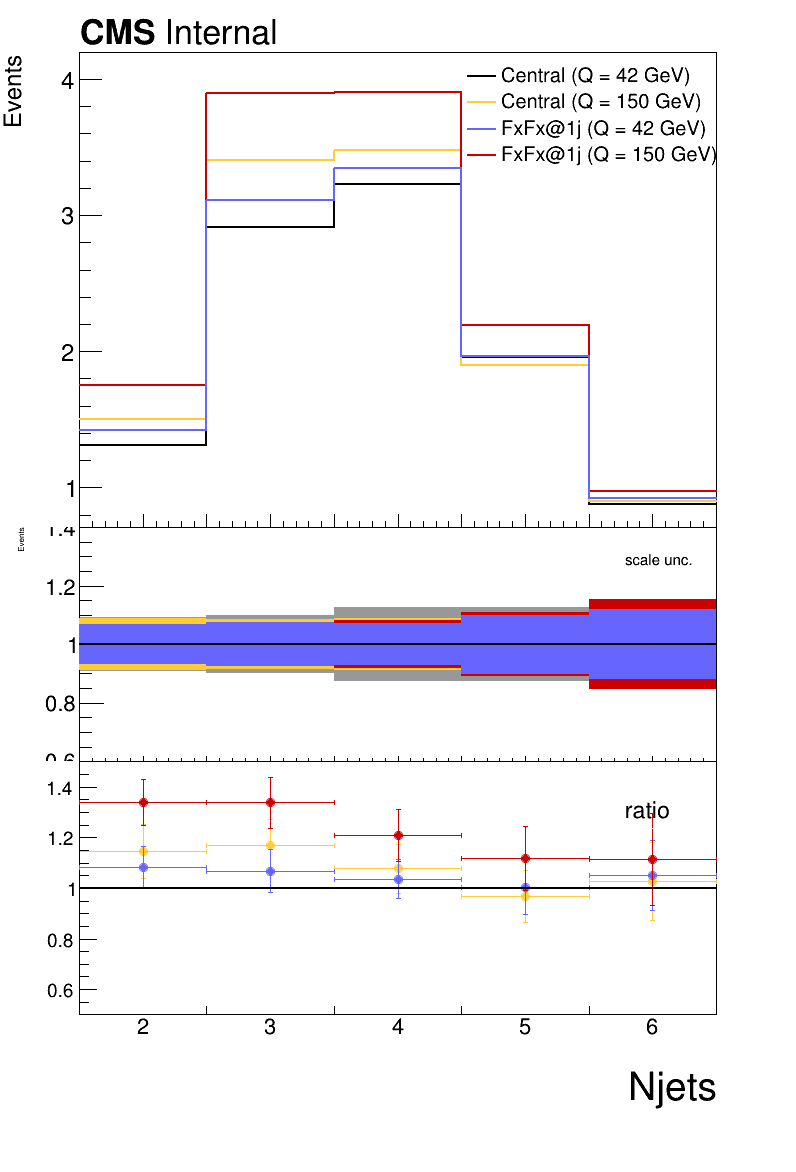 CMS Internal
Events
4
3
2
1
Central (Q = 42 GeV)
Central (Q = 150 GeV)
FxFx@1j (Q = 42 GeV)
FxFx@1j (Q = 150 GeV)
Events
1.4
1.2
1
0.8
0.6
scale unc.
1.4
1.2
1
0.8
0.6
ratio
2 3 4 5 6
Njets